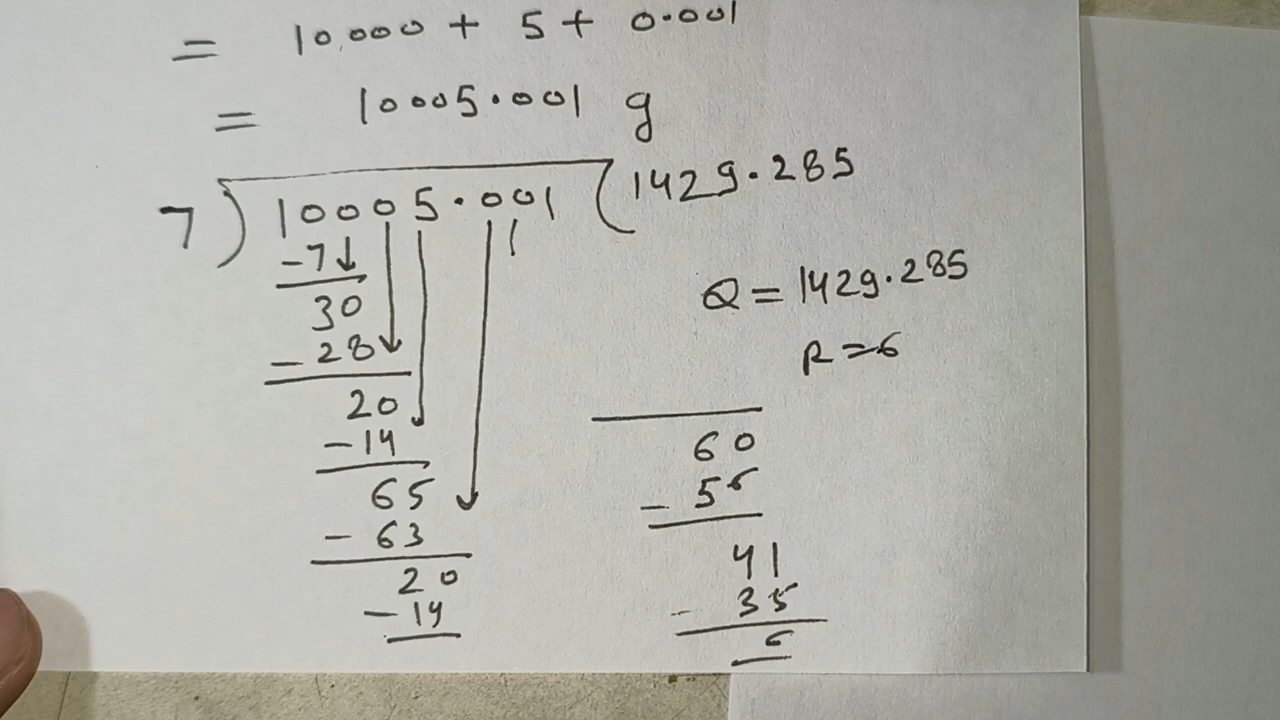 = 10,000 + 5 + 0.001
= 10005.001 g
7) 10005.001 (1429.285
-7
30
-28
20
-14
65
-63
20
-14
Q = 1429.285
R = 6
60
- 56
41
- 35
6